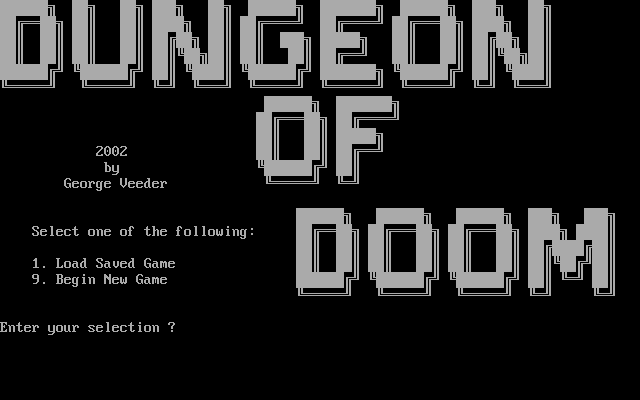 DUNGEON
OF
2002
by
George Veeder
DOOM
Select one of the following:
1. Load Saved Game
9. Begin New Game
Enter your selection ?